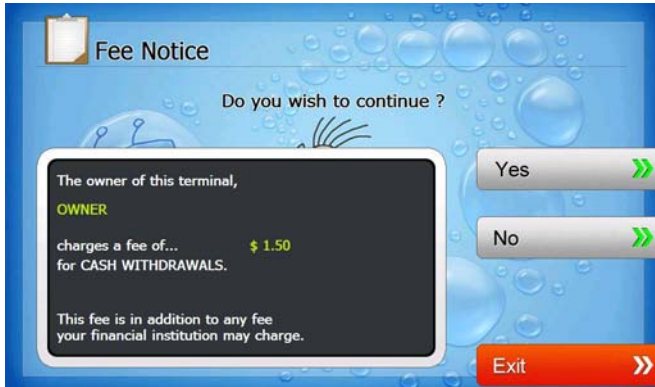 Fee Notice
Do you wish to continue ?
The owner of this terminal,
OWNER
charges a fee of... $ 1.50
for CASH WITHDRAWALS.
This fee is in addition to any fee
your financial institution may charge.
Yes
No
Exit